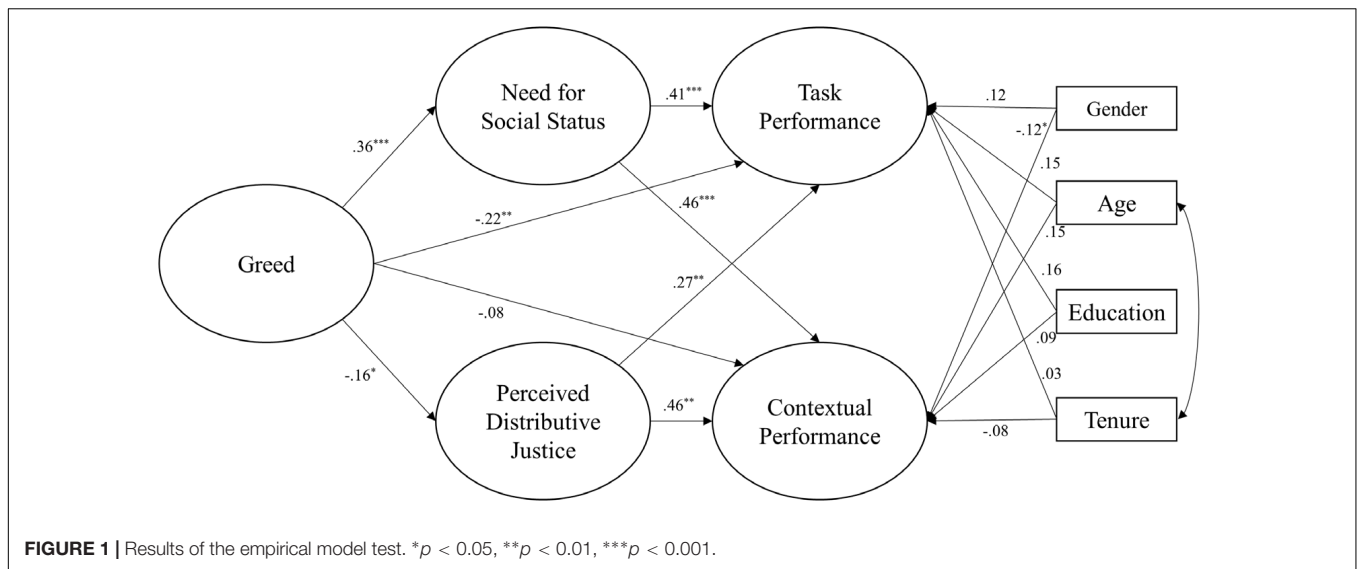 Need for
Social Status
Task
Performance
Greed
Perceived
Distributive
Justice
Contextual
Performance
Gender
Age
Education
Tenure
.36***
-.16*
.41***
-.22**
.46***
.27**
-.08
.46**
.12
-.12*
.15
.15
.16
.09
.03
-.08
FIGURE 1 | Results of the empirical model test. *p < 0.05, **p < 0.01, ***p < 0.001.